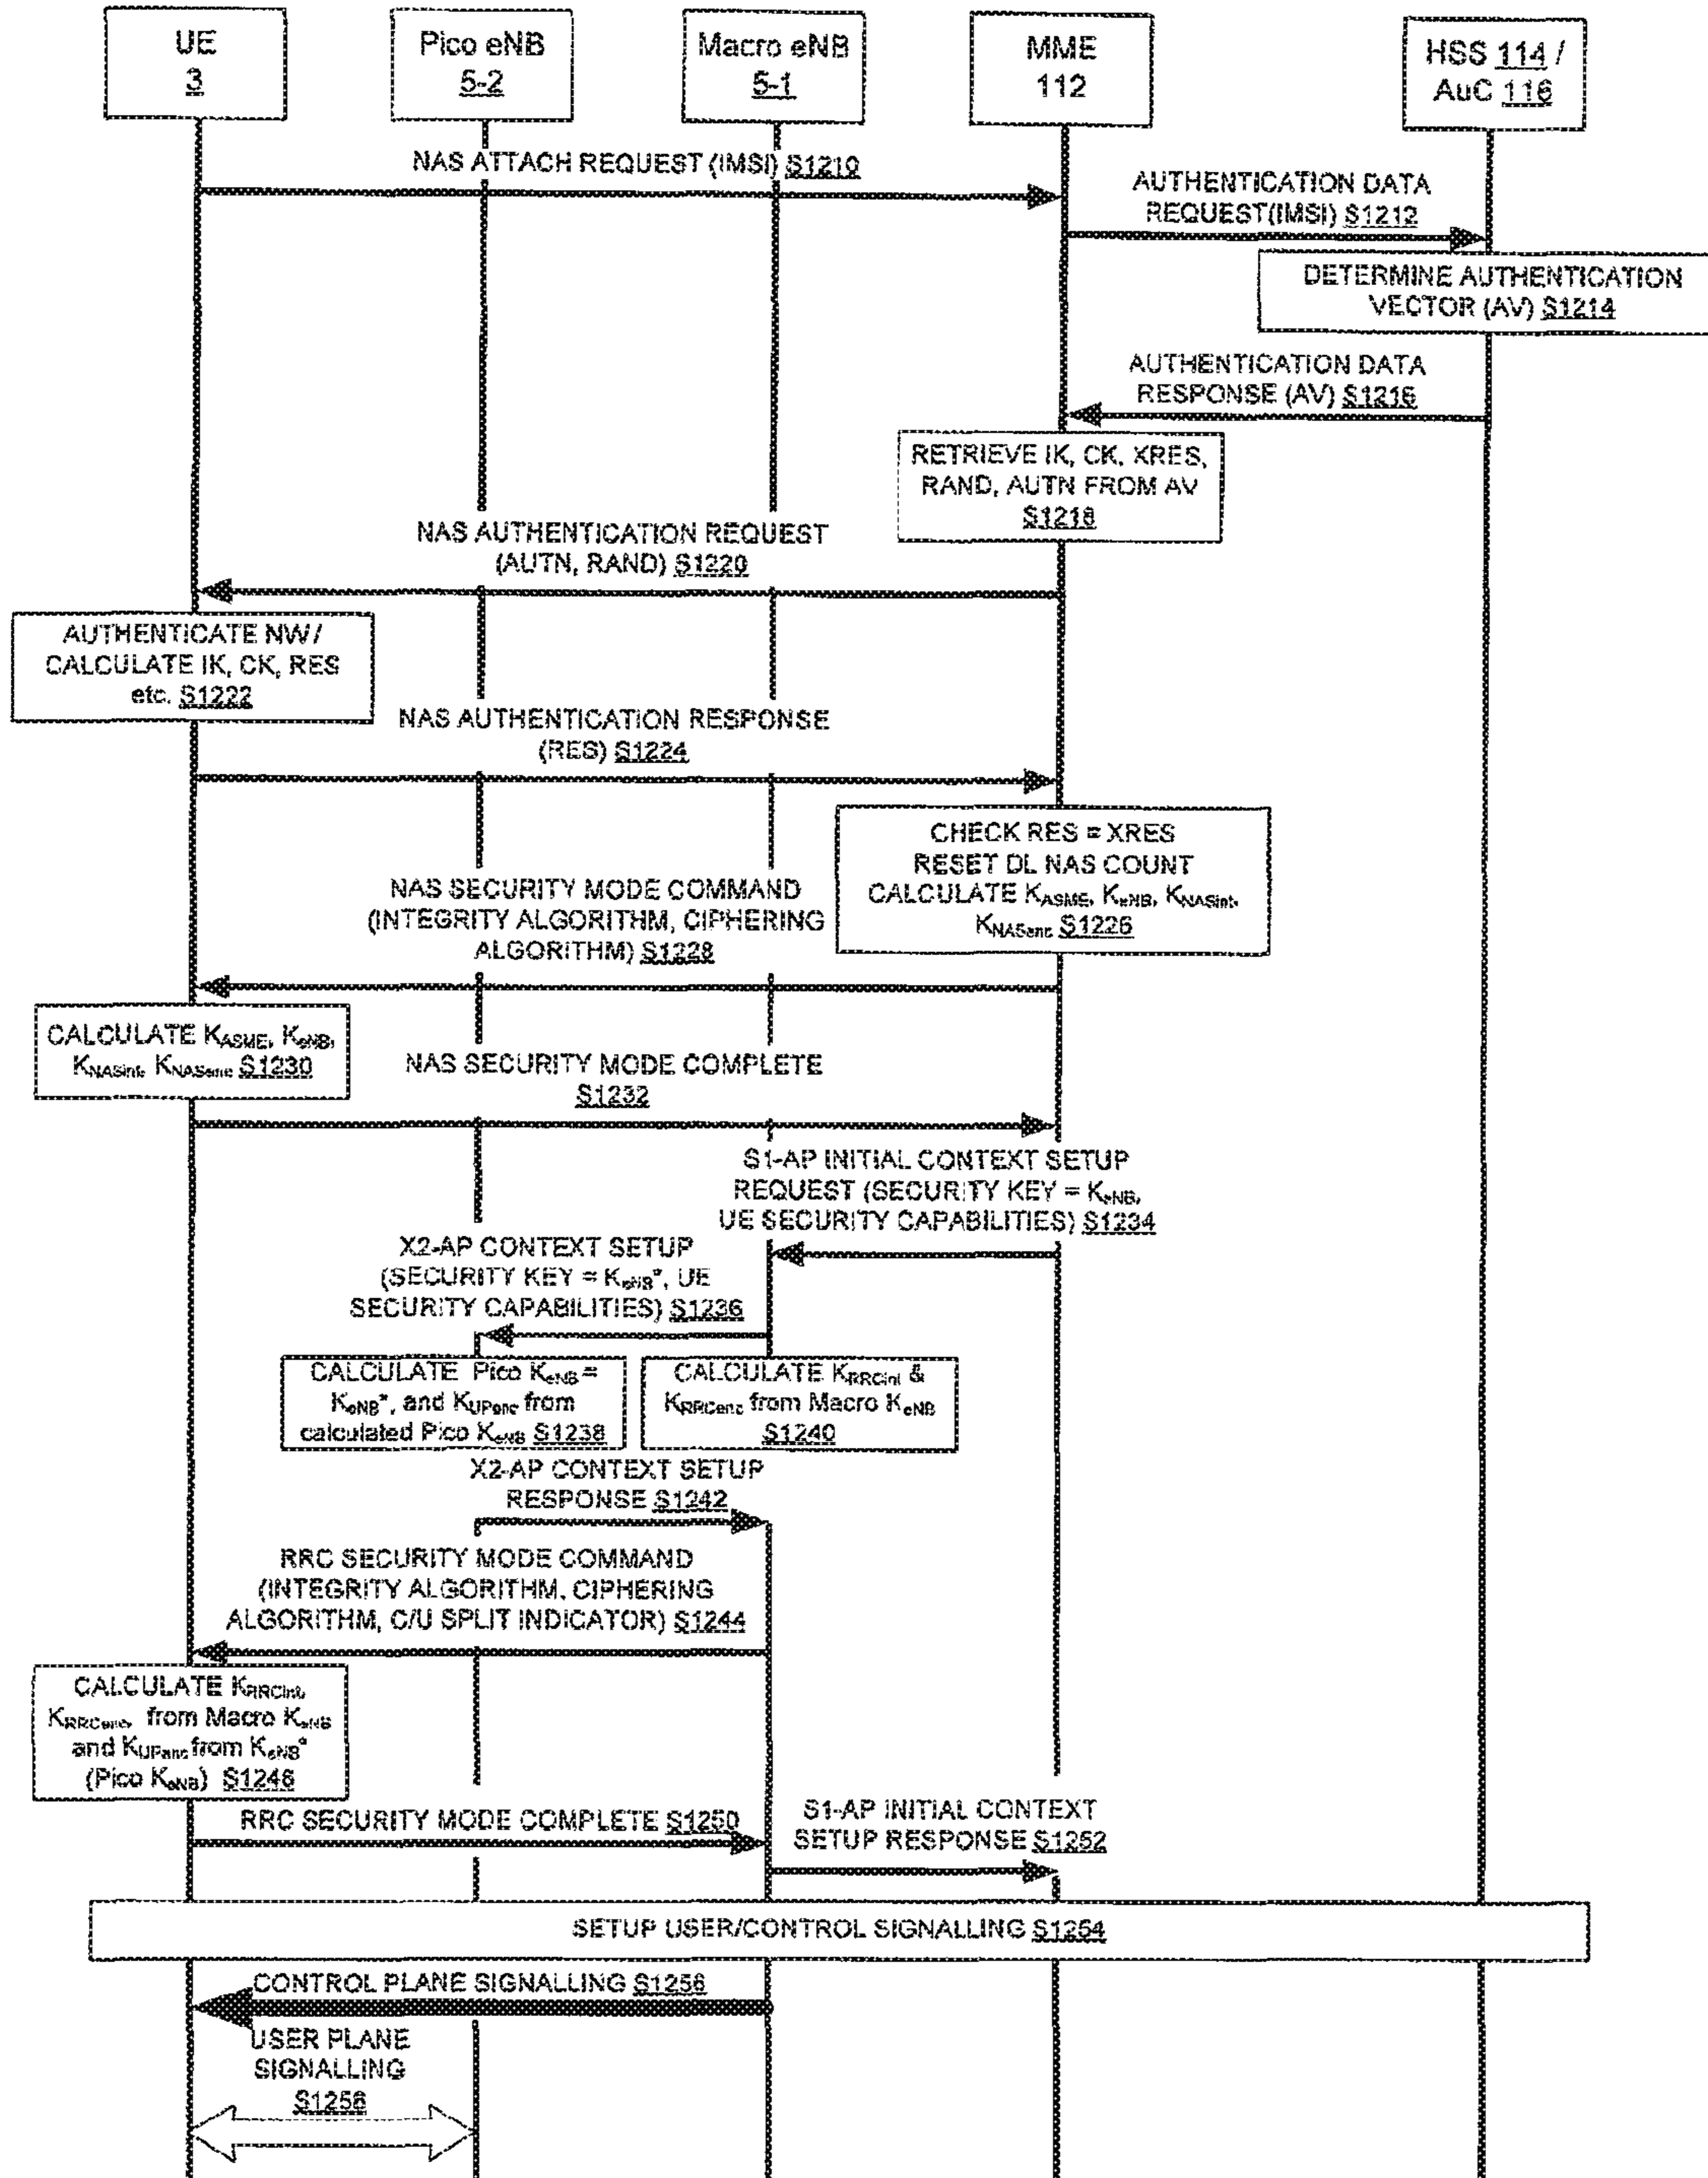 UE
3
Pico eNB
5-2
Macro eNB
5-1
MME
112
HSS 114 /
AuC 116
NAS ATTACH REQUEST (IMSI) S1210
AUTHENTICATION DATA
REQUEST(IMSI) S1212
DETERMINE AUTHENTICATION
VECTOR (AV) S1214
AUTHENTICATION DATA
RESPONSE (AV) S1216
RETRIEVE IK, CK, XRES,
RAND, AUTN FROM AV
S1218
NAS AUTHENTICATION REQUEST
(AUTN, RAND) S1220
AUTHENTICATE NW/
CALCULATE IK, CK, RES
etc. S1222
NAS AUTHENTICATION RESPONSE
(RES) S1224
CHECK RES = XRES
RESET DL NAS COUNT
CALCULATE KASME, KeNB, KNASint,
KNASenc S1226
NAS SECURITY MODE COMMAND
(INTEGRITY ALGORITHM, CIPHERING
ALGORITHM) S1228
CALCULATE KASME, KeNB,
KNASint, KNASenc S1230
NAS SECURITY MODE COMPLETE
S1232
S1-AP INITIAL CONTEXT SETUP
REQUEST (SECURITY KEY = KeNB,
UE SECURITY CAPABILITIES) S1234
X2-AP CONTEXT SETUP
(SECURITY KEY = KeNB*, UE
SECURITY CAPABILITIES) S1236
CALCULATE Pico KeNB =
KeNB*, and KUPenc from
calculated Pico KeNB S1238
CALCULATE KRRCint &
KRRCenc from Macro KeNB
S1240
X2-AP CONTEXT SETUP
RESPONSE S1242
RRC SECURITY MODE COMMAND
(INTEGRITY ALGORITHM, CIPHERING
ALGORITHM, C/U SPLIT INDICATOR) S1244
CALCULATE KRRCint,
KRRCenc, from Macro KeNB
and KUPenc from KeNB*
(Pico KeNB) S1246
RRC SECURITY MODE COMPLETE S1250
S1-AP INITIAL CONTEXT
SETUP RESPONSE S1252
SETUP USER/CONTROL SIGNALLING S1254
CONTROL PLANE SIGNALLING S1256
USER PLANE
SIGNALLING
S1258